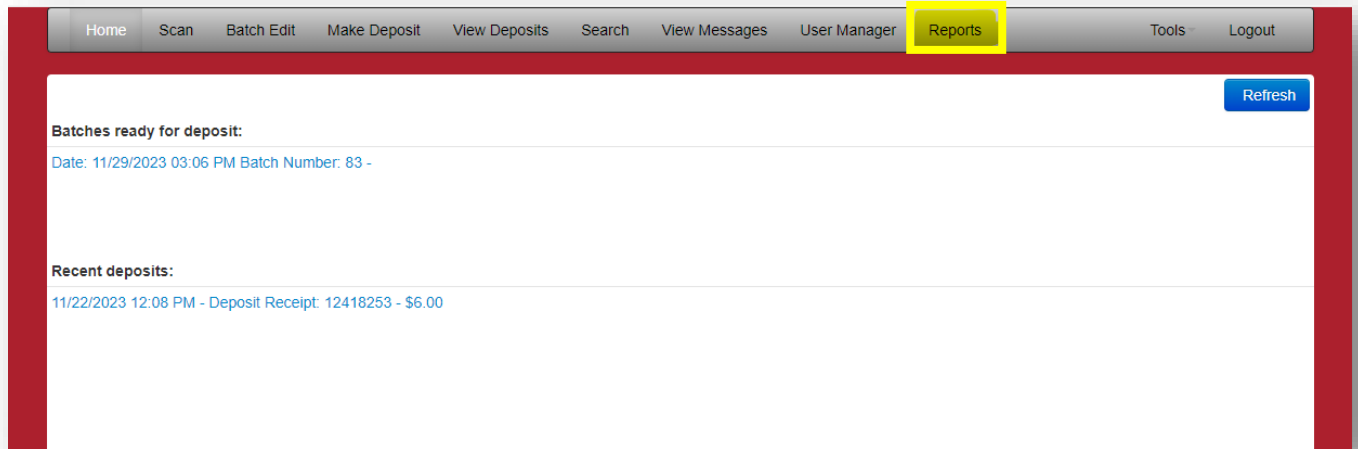 Home Scan Batch Edit Make Deposit View Deposits Search View Messages User Manager Reports Tools Logout
Refresh
Batches ready for deposit:
Date: 11/29/2023 03:06 PM Batch Number: 83 -
Recent deposits:
11/22/2023 12:08 PM - Deposit Receipt: 12418253 - $6.00